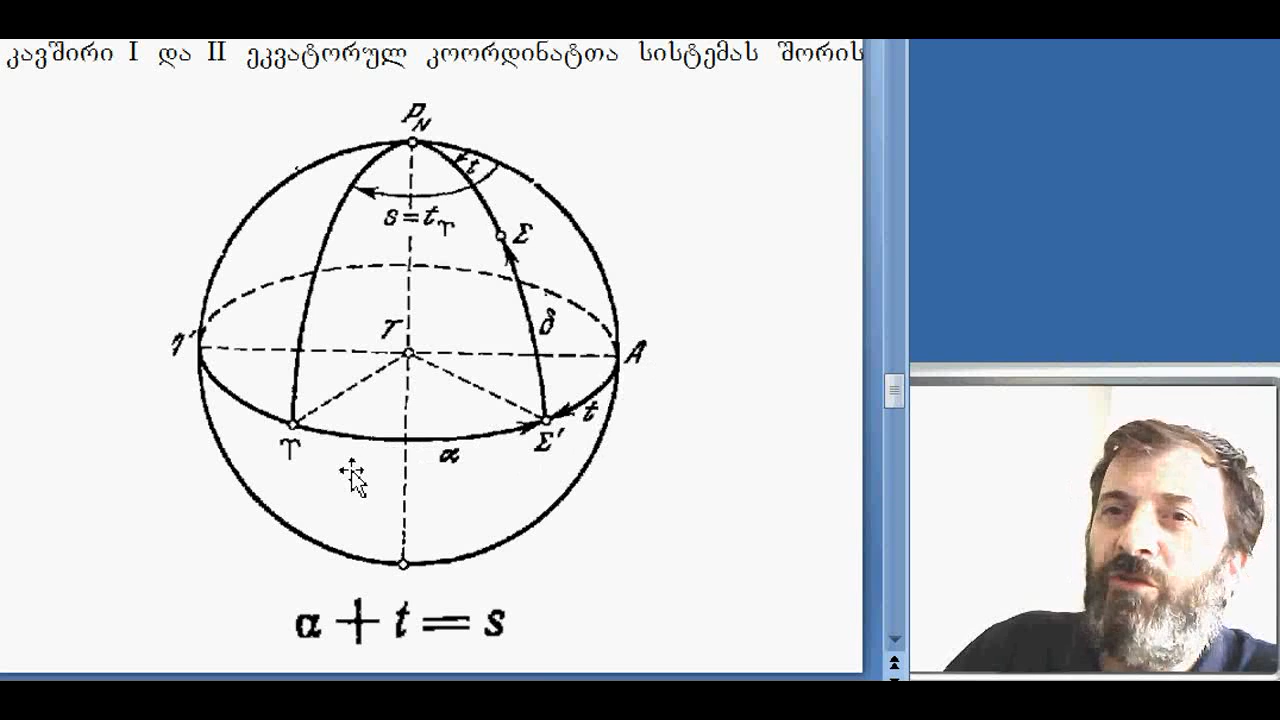 კავშირი I და II ეკვატორულ კოორდინატთა სისტემას შორის
P_N
t
s=t_♈
Σ
δ
T
A
t
♈
α
Σ'
α + t = s